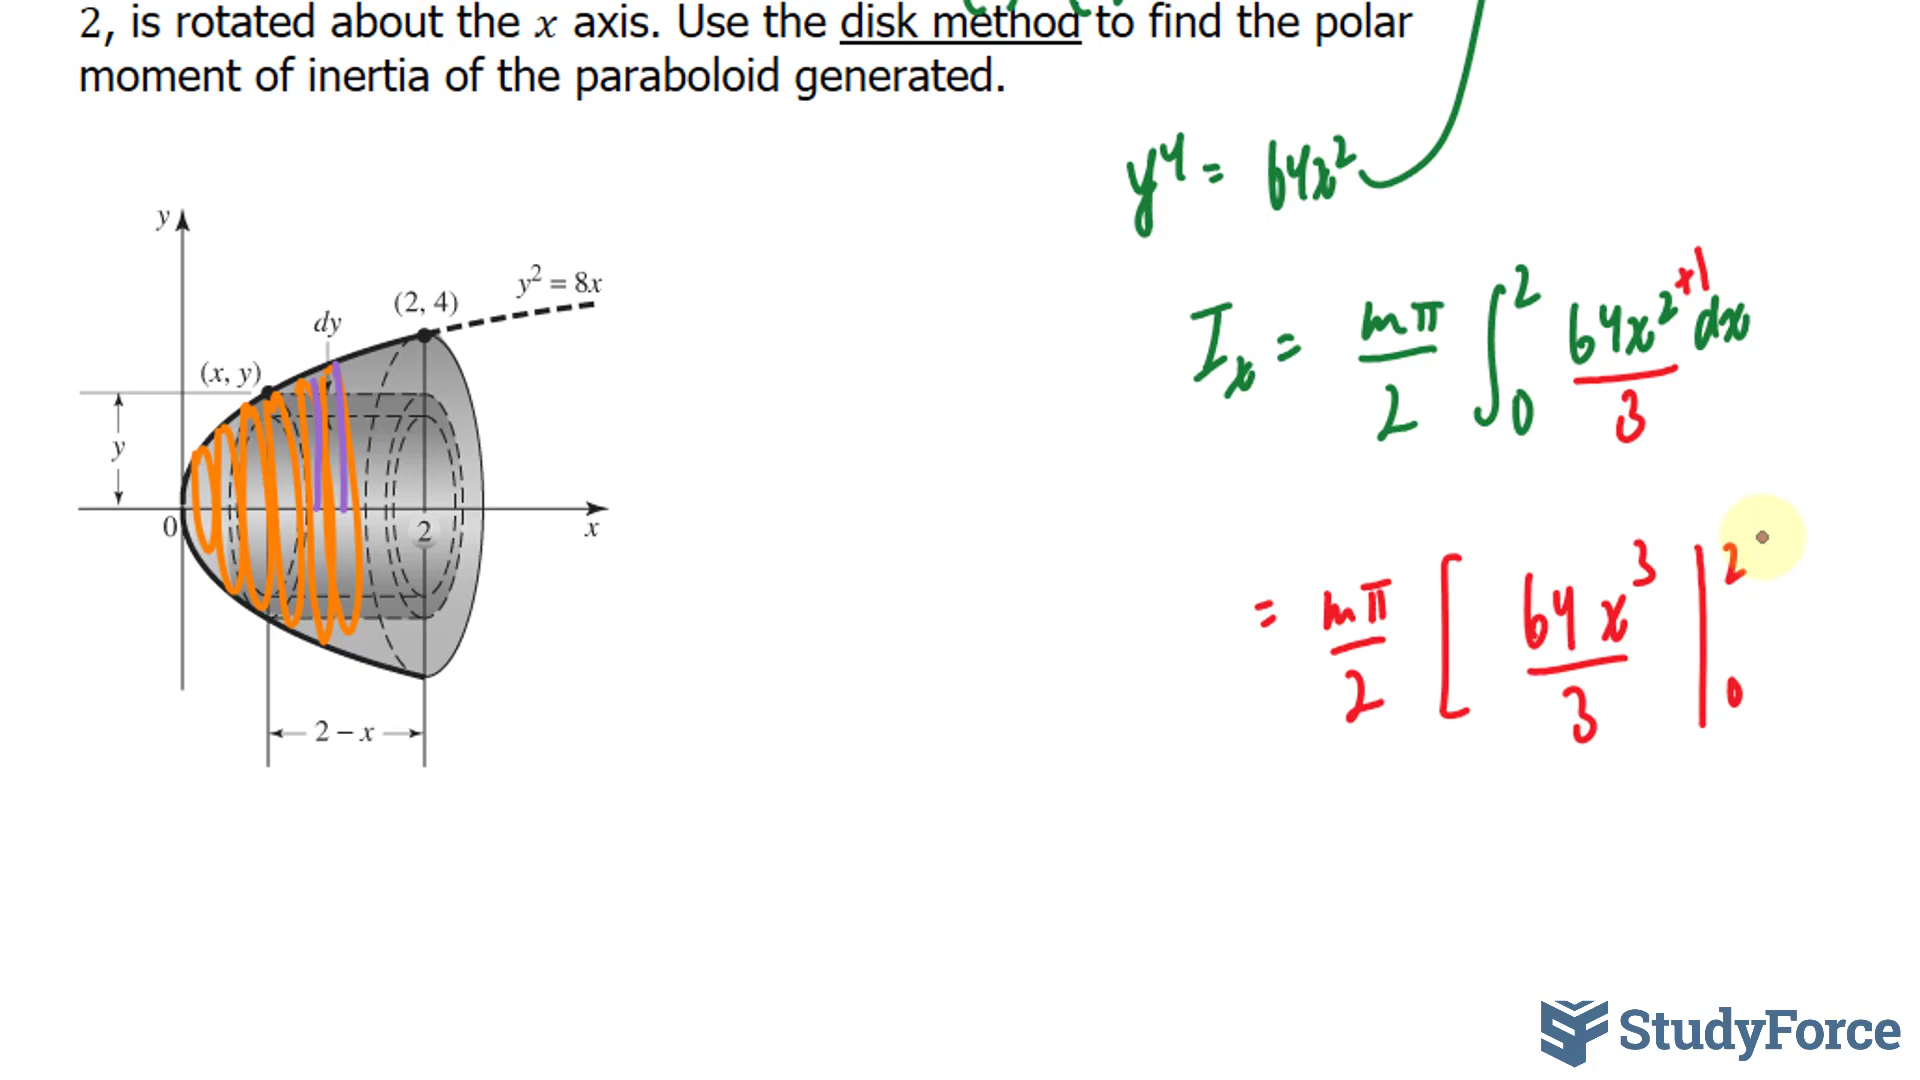 2, is rotated about the x axis. Use the disk method to find the polar
moment of inertia of the paraboloid generated.
y⁴ = 64x²
y
y² = 8x
(2, 4)
dy
(x, y)
I_x = mπ/2 ∫₀² 64x²⁺¹/3 dx
y
0
2
x
= mπ/2 [ 64x³/3 |₀²
2 – x
StudyForce